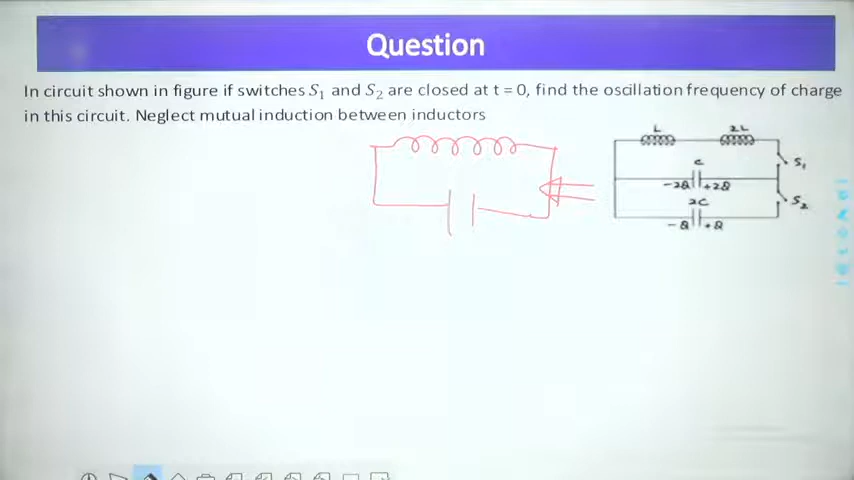 Question
In circuit shown in figure if switches S₁ and S₂ are closed at t = 0, find the oscillation frequency of charge
in this circuit. Neglect mutual induction between inductors
L 2L
S₁
C
-2Q +2Q
2C
S₂
-Q +Q